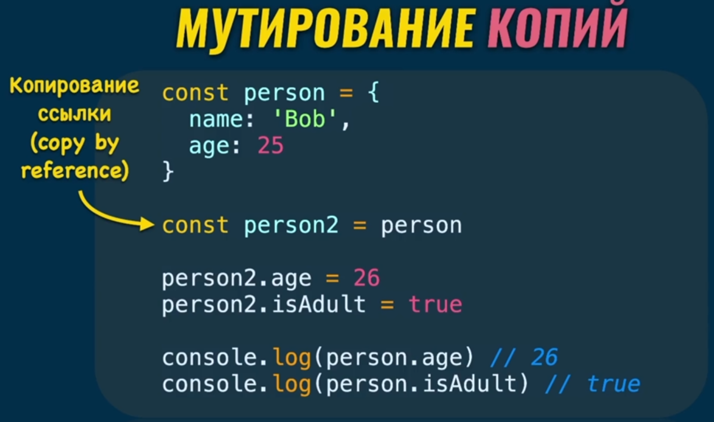 МУТИРОВАНИЕ КОПИЙ
Копирование
ссылки
(copy by
reference)
const person = {
  name: 'Bob',
  age: 25
}
const person2 = person
person2.age = 26
person2.isAdult = true
console.log(person.age) // 26
console.log(person.isAdult) // true